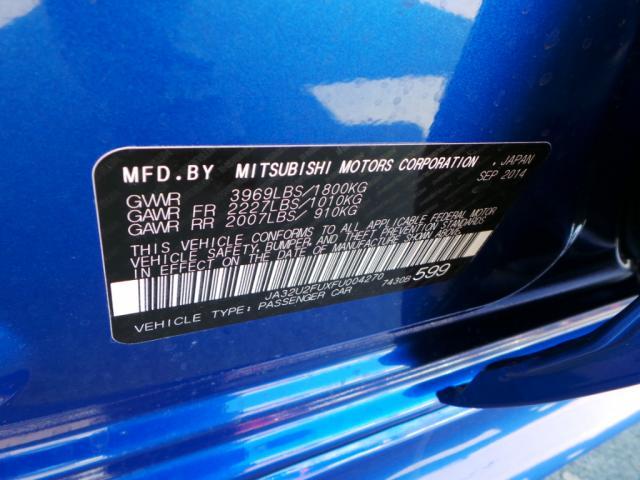 MFD.BY MITSUBISHI MOTORS CORPORATION , JAPAN
SEP 2014
GVWR 3969LBS/1800KG
GAWR FR 2227LBS/1010KG
GAWR RR 2007LBS/ 910KG
THIS VEHICLE CONFORMS TO ALL APPLICABLE FEDERAL MOTOR
VEHICLE SAFETY, BUMPER, AND THEFT PREVENTION STANDARDS
IN EFFECT ON THE DATE OF MANUFACTURE SHOWN ABOVE.
JA32U2FUXFU004270 7430B 599
VEHICLE TYPE: PASSENGER CAR